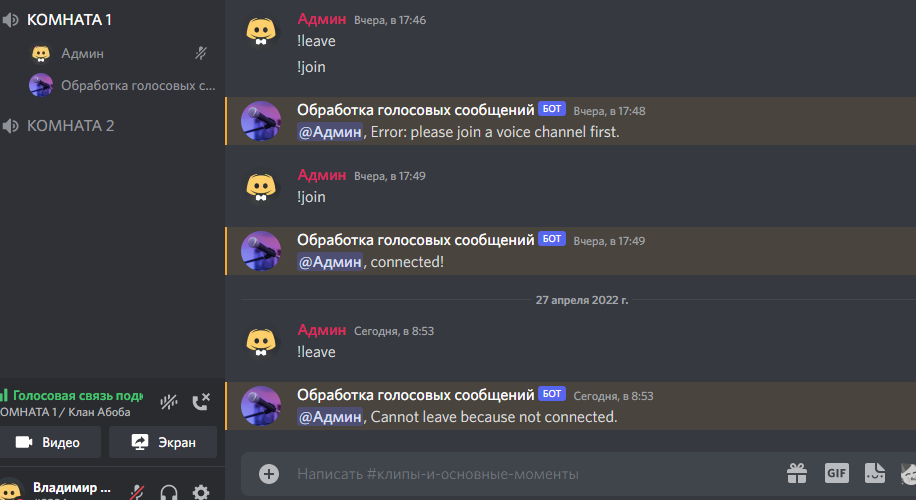 КОМНАТА 1
Админ
Обработка голосовых с...
КОМНАТА 2
Голосовая связь подк
ОМНАТА 1 / Клан Абоба
Видео
Экран
Владимир ...
Админ Вчера, в 17:46
!leave
!join
Обработка голосовых сообщений БОТ Вчера, в 17:48
@Админ, Error: please join a voice channel first.
Админ Вчера, в 17:49
!join
Обработка голосовых сообщений БОТ Вчера, в 17:49
@Админ, connected!
27 апреля 2022 г.
Админ Сегодня, в 8:53
!leave
Обработка голосовых сообщений БОТ Сегодня, в 8:53
@Админ, Cannot leave because not connected.
Написать #клипы-и-основные-моменты
GIF